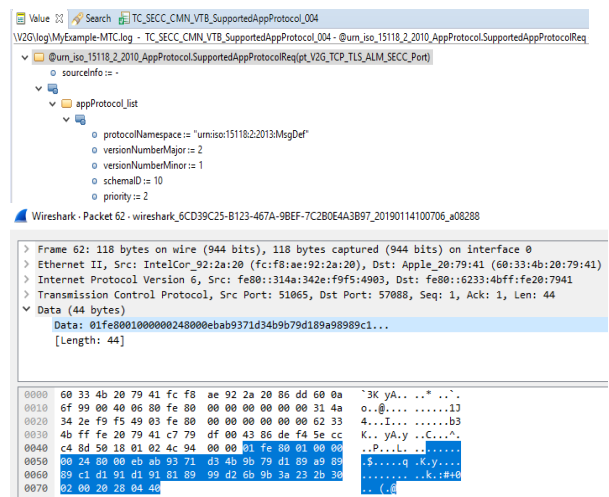 Value Search TC_SECC_CMN_VTB_SupportedAppProtocol_004
\V2G\log\MyExample-MTC.log - TC_SECC_CMN_VTB_SupportedAppProtocol_004 - @urn_iso_15118_2_2010_AppProtocol.SupportedAppProtocolReq
@urn_iso_15118_2_2010_AppProtocol.SupportedAppProtocolReq(pt_V2G_TCP_TLS_ALM_SECC_Port)
sourceInfo := -
appProtocol_list
protocolNamespace := "urn:iso:15118:2:2013:MsgDef"
versionNumberMajor := 2
versionNumberMinor := 1
schemaID := 10
priority := 2
Wireshark · Packet 62 · wireshark_6CD39C25-B123-467A-9BEF-7C2B0E4A3B97_20190114100706_a08288
> Frame 62: 118 bytes on wire (944 bits), 118 bytes captured (944 bits) on interface 0
> Ethernet II, Src: IntelCor_92:2a:20 (fc:f8:ae:92:2a:20), Dst: Apple_20:79:41 (60:33:4b:20:79:41)
> Internet Protocol Version 6, Src: fe80::314a:342e:f9f5:4903, Dst: fe80::6233:4bff:fe20:7941
> Transmission Control Protocol, Src Port: 51065, Dst Port: 57088, Seq: 1, Ack: 1, Len: 44
Data (44 bytes)
Data: 01fe8001000000248000ebab9371d34b9b79d189a98989c1...
[Length: 44]
0000 60 33 4b 20 79 41 fc f8 ae 92 2a 20 86 dd 60 0a `3K yA.. ..* ..`.
0010 6f 99 00 40 06 80 fe 80 00 00 00 00 00 00 31 4a o..@.... ......1J
0020 34 2e f9 f5 49 03 fe 80 00 00 00 00 00 00 62 33 4...I... ......b3
0030 4b ff fe 20 79 41 c7 79 df 00 43 86 de f4 5e cc K.. yA.y ..C...^.
0040 c4 8d 50 18 01 02 4c 94 00 00 01 fe 80 01 00 00 ..P...L. ........
0050 00 24 80 00 eb ab 93 71 d3 4b 9b 79 d1 89 a9 89 .$.....q .K.y....
0060 89 c1 d1 91 d1 91 81 89 99 d2 6b 9b 3a 23 2b 30 ........ ..k.:#+0
0070 02 00 20 28 04 40 .. (.@